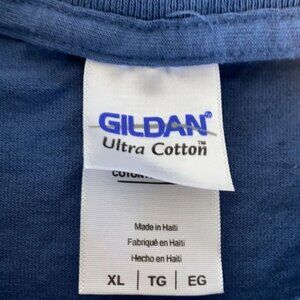 GILDAN®
Ultra Cotton™
Made in Haiti
Fabriqué en Haïti
Hecho en Haití
XL | TG | EG